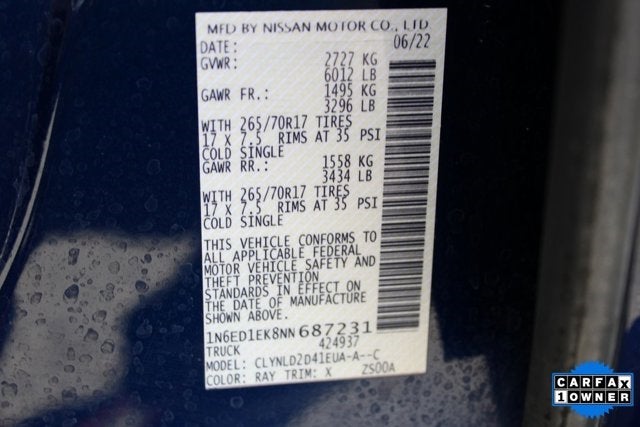 MFD BY NISSAN MOTOR CO., LTD
DATE: 06/22
GVWR: 2727 KG
6012 LB
GAWR FR.: 1495 KG
3296 LB
WITH 265/70R17 TIRES
17 X 7.5 RIMS AT 35 PSI
COLD SINGLE
GAWR RR.: 1558 KG
3434 LB
WITH 265/70R17 TIRES
17 X 7.5 RIMS AT 35 PSI
COLD SINGLE
THIS VEHICLE CONFORMS TO
ALL APPLICABLE FEDERAL
MOTOR VEHICLE SAFETY AND
THEFT PREVENTION
STANDARDS IN EFFECT ON
THE DATE OF MANUFACTURE
SHOWN ABOVE.
1N6ED1EK8NN687231
TRUCK 424937
MODEL: CLYNLD2D41EUA-A--C
COLOR: RAY TRIM: X ZS00A
CARFAX
1 OWNER